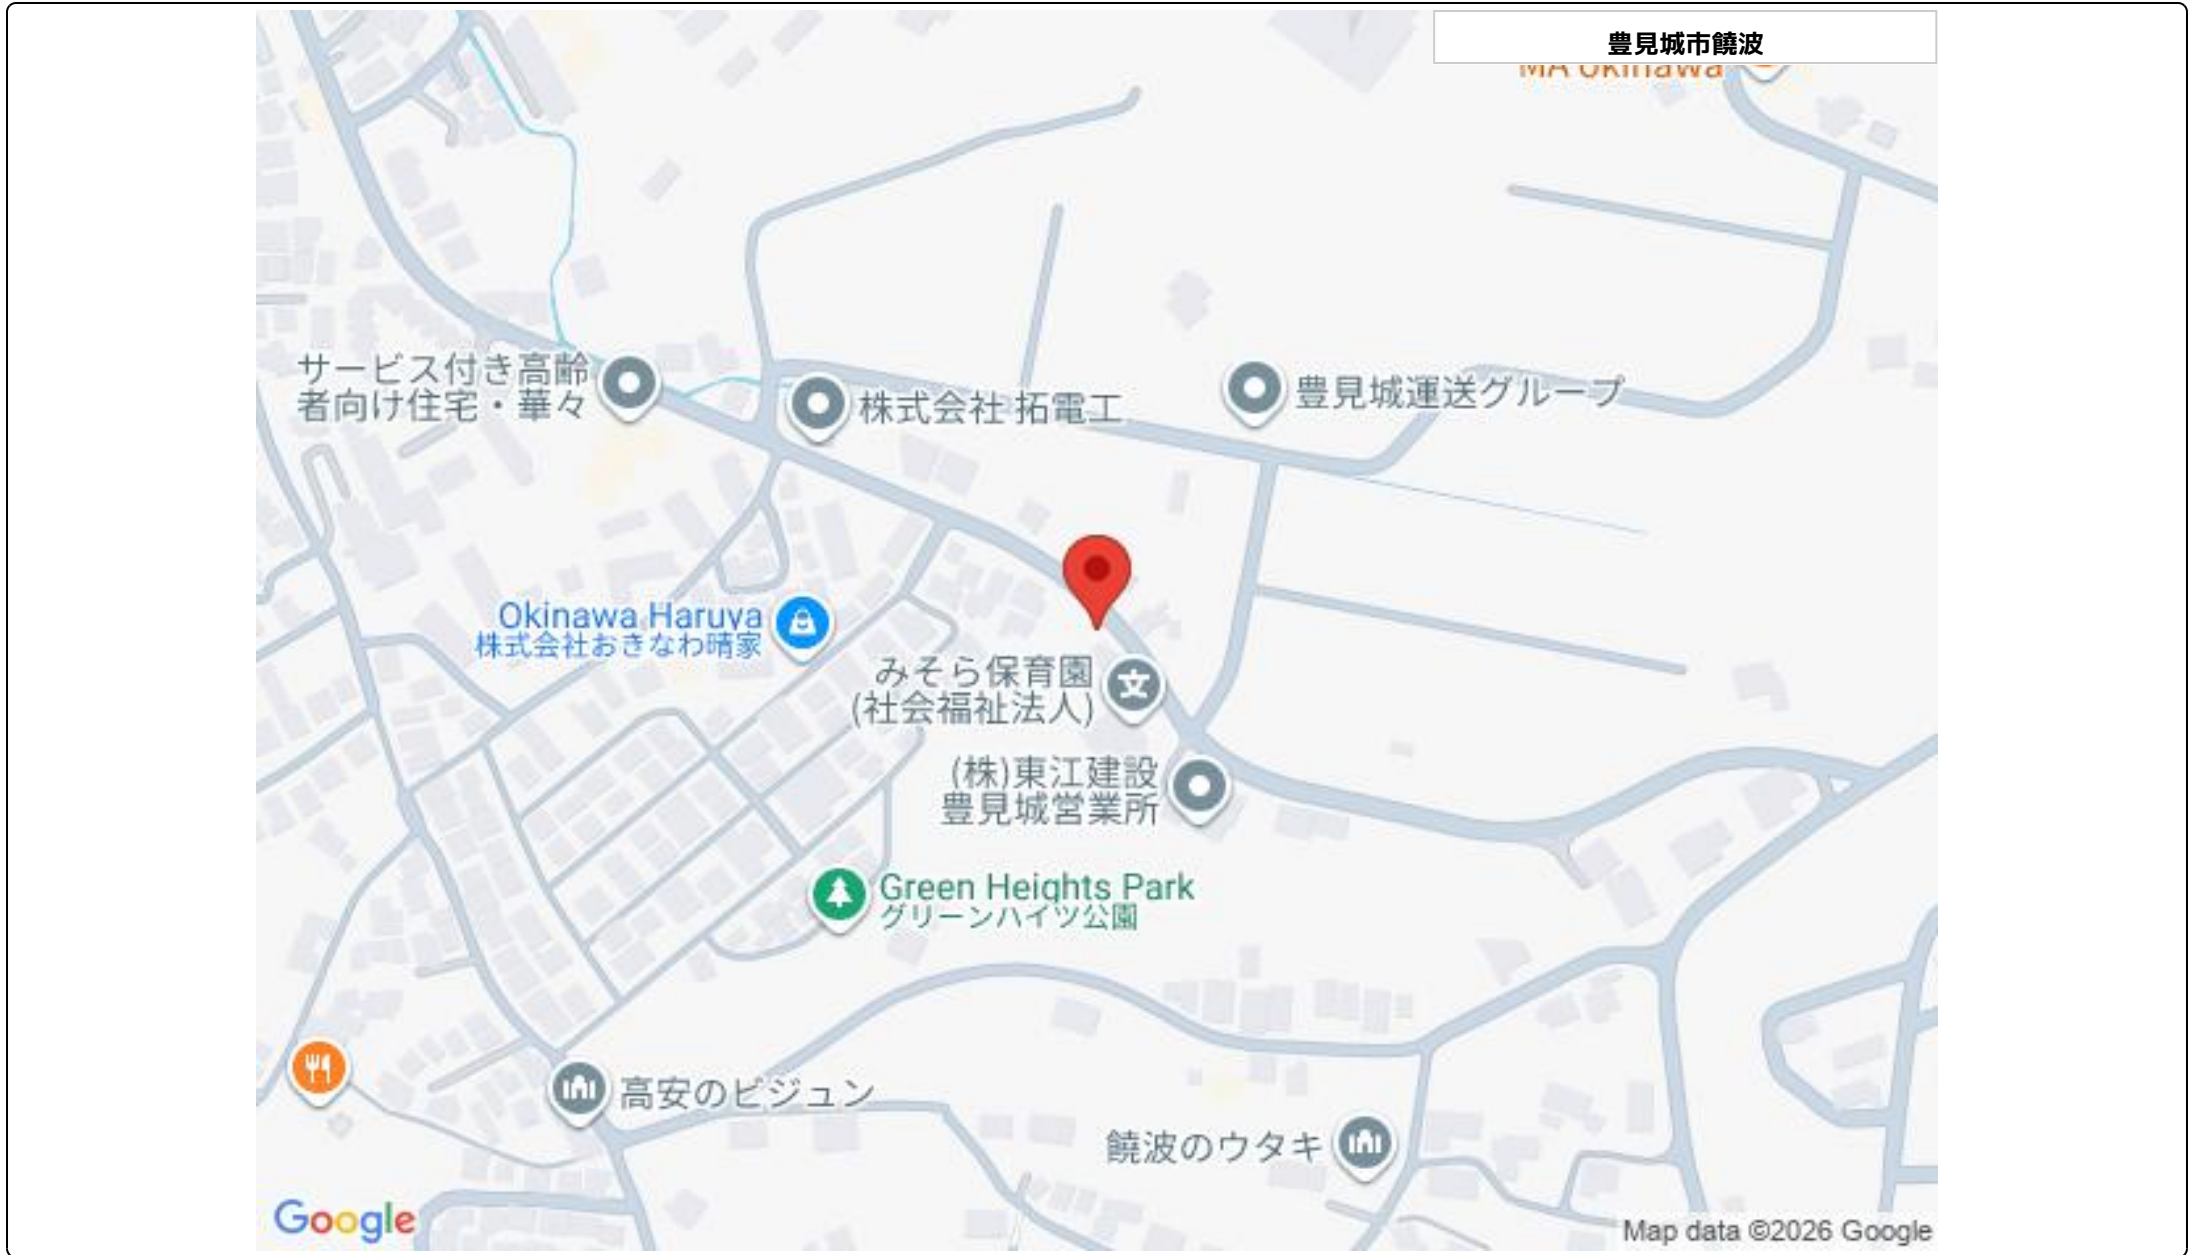 豊見城市饒波
MA Okinawa
サービス付き高齢
者向け住宅・華々
株式会社 拓電工
豊見城運送グループ
Okinawa Haruya
株式会社おきなわ晴家
みそら保育園
(社会福祉法人)
(株)東江建設
豊見城営業所
Green Heights Park
グリーンハイツ公園
高安のビジュン
饒波のウタキ
Google
Map data ©2026 Google